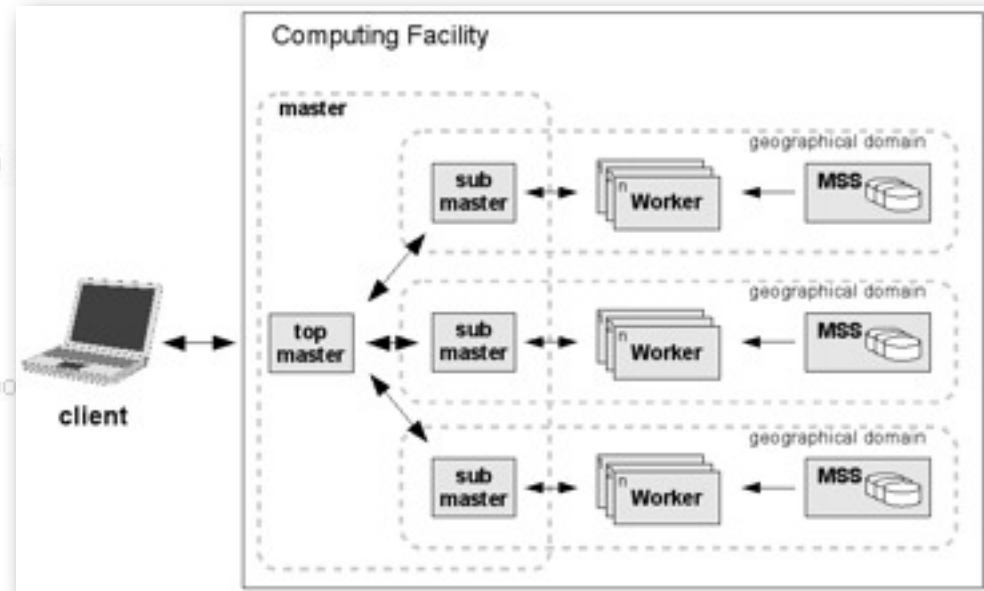 Computing Facility
master
geographical domain
sub
master
n
Worker
MSS
geographical domain
top
master
sub
master
n
Worker
MSS
client
geographical domain
sub
master
n
Worker
MSS